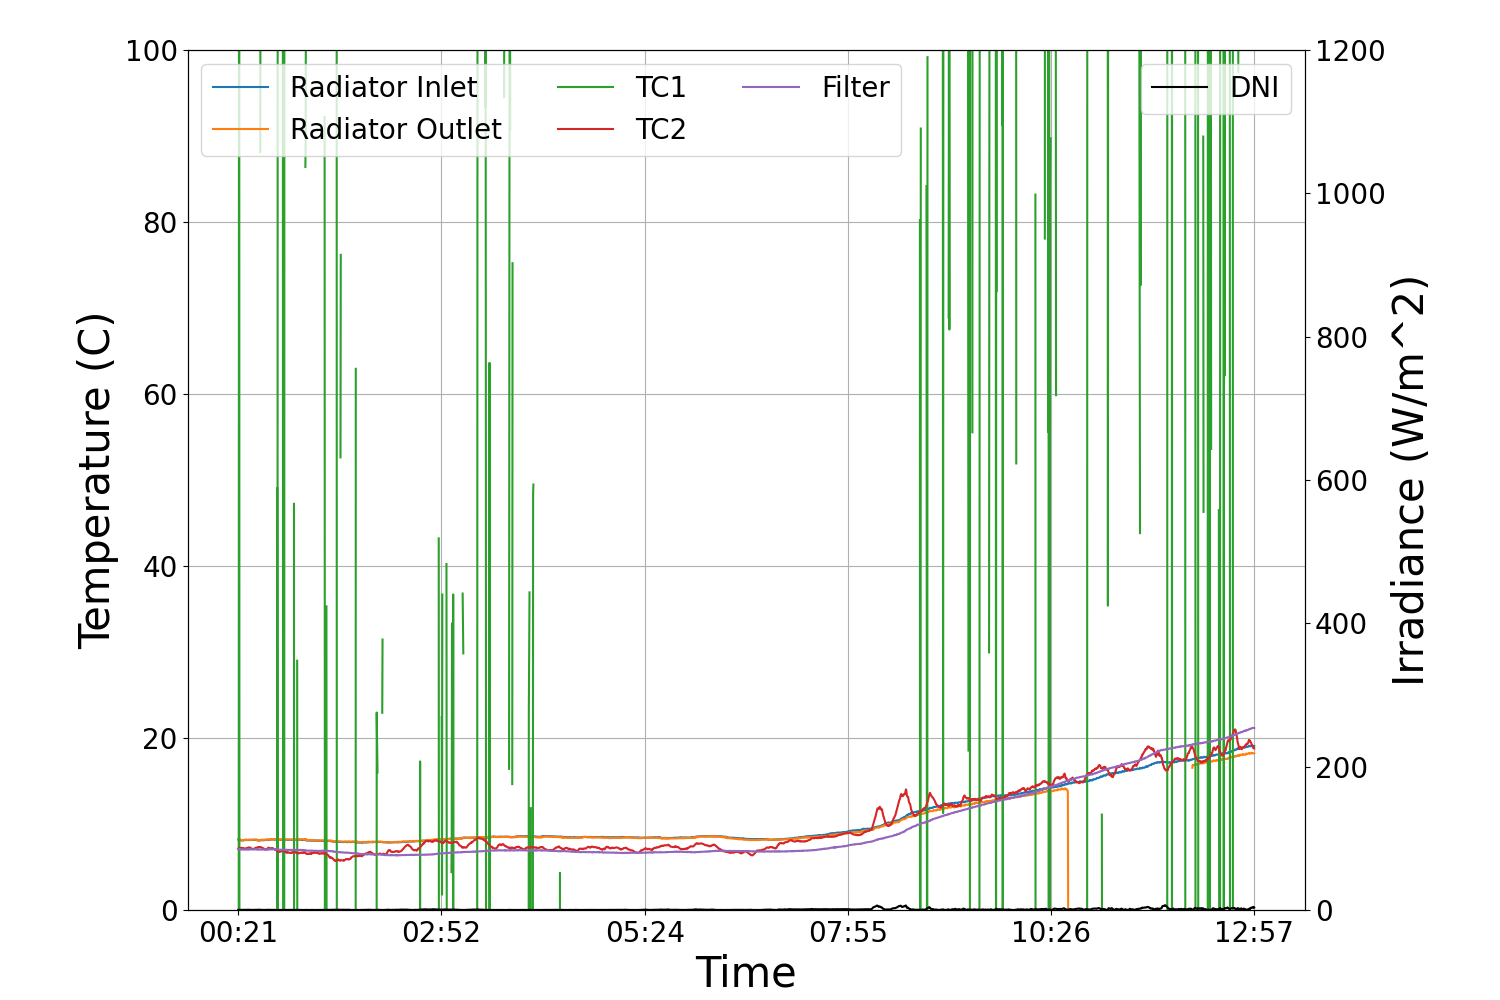 100
80
60
40
20
0
Temperature (C)
Radiator Inlet
Radiator Outlet
TC1
TC2
Filter
DNI
1200
1000
800
600
400
200
0
Irradiance (W/m^2)
00:21 02:52 05:24 07:55 10:26 12:57
Time